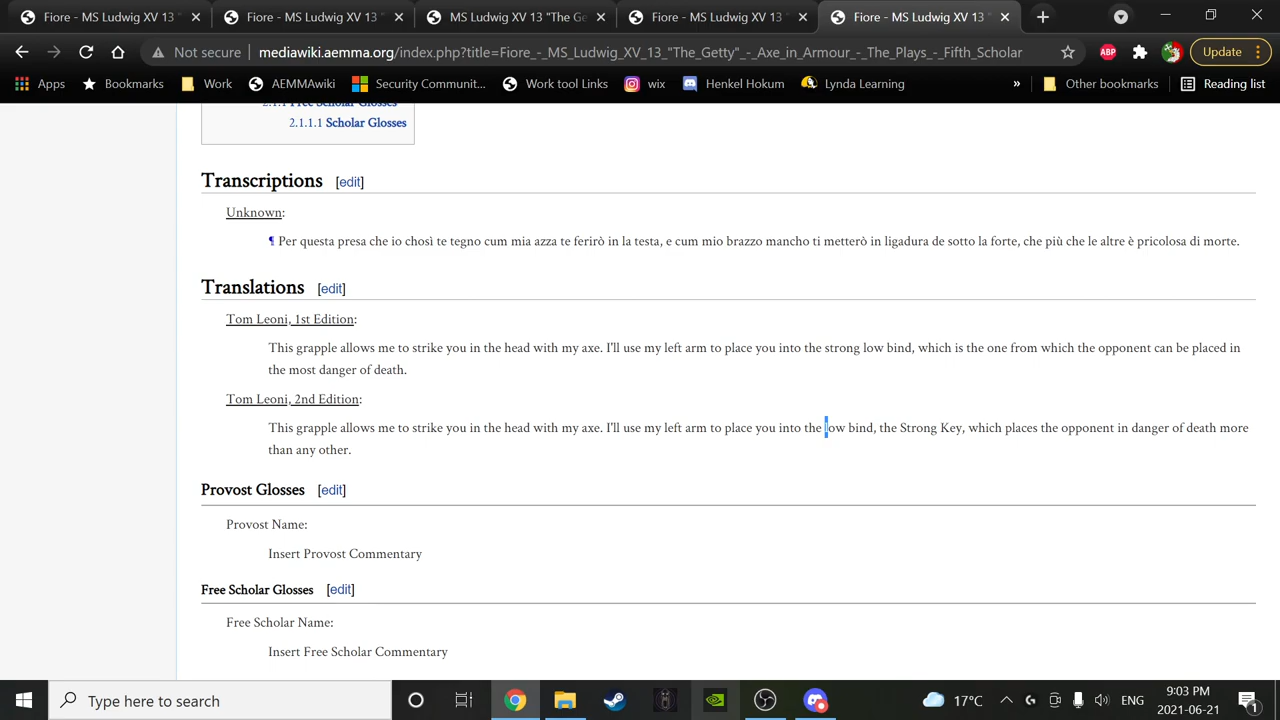 Fiore - MS Ludwig XV 13 "
Fiore - MS Ludwig XV 13 "
MS Ludwig XV 13 "The Ge
Fiore - MS Ludwig XV 13 "
Fiore - MS Ludwig XV 13 "
Not secure
mediawiki.aemma.org/index.php?title=Fiore_-_MS_Ludwig_XV_13_"The_Getty"_-_Axe_in_Armour_-_The_Plays_-_Fifth_Scholar
ABP
Update
Apps
Bookmarks
Work
AEMMAwiki
Security Communit...
Work tool Links
wix
Henkel Hokum
Lynda Learning
»
Other bookmarks
Reading list
2.1.1 Free Scholar Glosses
2.1.1.1 Scholar Glosses
Transcriptions [edit]
Unknown:
¶ Per questa presa che io chosì te tegno cum mia azza te ferirò in la testa, e cum mio brazzo mancho ti metterò in ligadura de sotto la forte, che più che le altre è pricolosa di morte.
Translations [edit]
Tom Leoni, 1st Edition:
This grapple allows me to strike you in the head with my axe. I'll use my left arm to place you into the strong low bind, which is the one from which the opponent can be placed in
the most danger of death.
Tom Leoni, 2nd Edition:
This grapple allows me to strike you in the head with my axe. I'll use my left arm to place you into the low bind, the Strong Key, which places the opponent in danger of death more
than any other.
Provost Glosses [edit]
Provost Name:
Insert Provost Commentary
Free Scholar Glosses [edit]
Free Scholar Name:
Insert Free Scholar Commentary
Type here to search
17°C
ENG
9:03 PM
2021-06-21
1